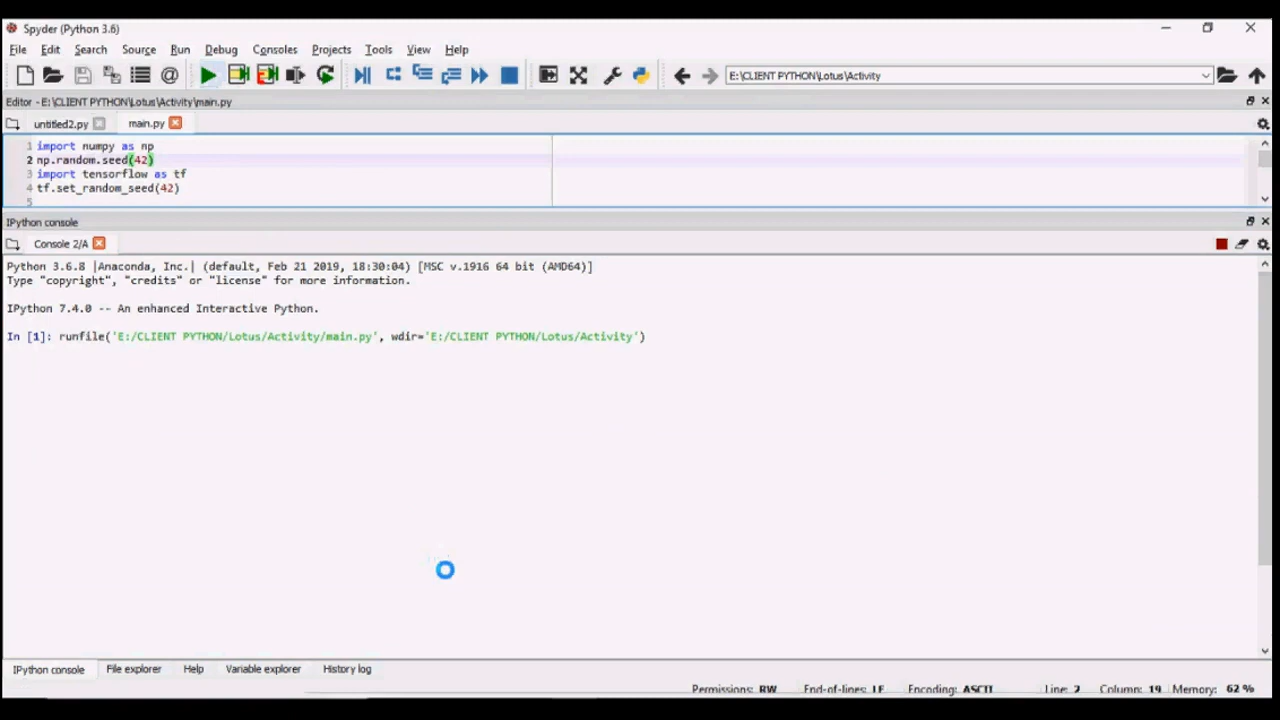 Spyder (Python 3.6)
File Edit Search Source Run Debug Consoles Projects Tools View Help
E:\CLIENT PYTHON\Lotus\Activity
Editor - E:\CLIENT PYTHON\Lotus\Activity\main.py
untitled2.py main.py
1 import numpy as np
2 np.random.seed(42)
3 import tensorflow as tf
4 tf.set_random_seed(42)
5
IPython console
Console 2/A
Python 3.6.8 |Anaconda, Inc.| (default, Feb 21 2019, 18:30:04) [MSC v.1916 64 bit (AMD64)]
Type "copyright", "credits" or "license" for more information.
IPython 7.4.0 -- An enhanced Interactive Python.
In [1]: runfile('E:/CLIENT PYTHON/Lotus/Activity/main.py', wdir='E:/CLIENT PYTHON/Lotus/Activity')
IPython console File explorer Help Variable explorer History log
Permissions: RW End-of-lines: LF Encoding: ASCII Line: 2 Column: 19 Memory: 62 %